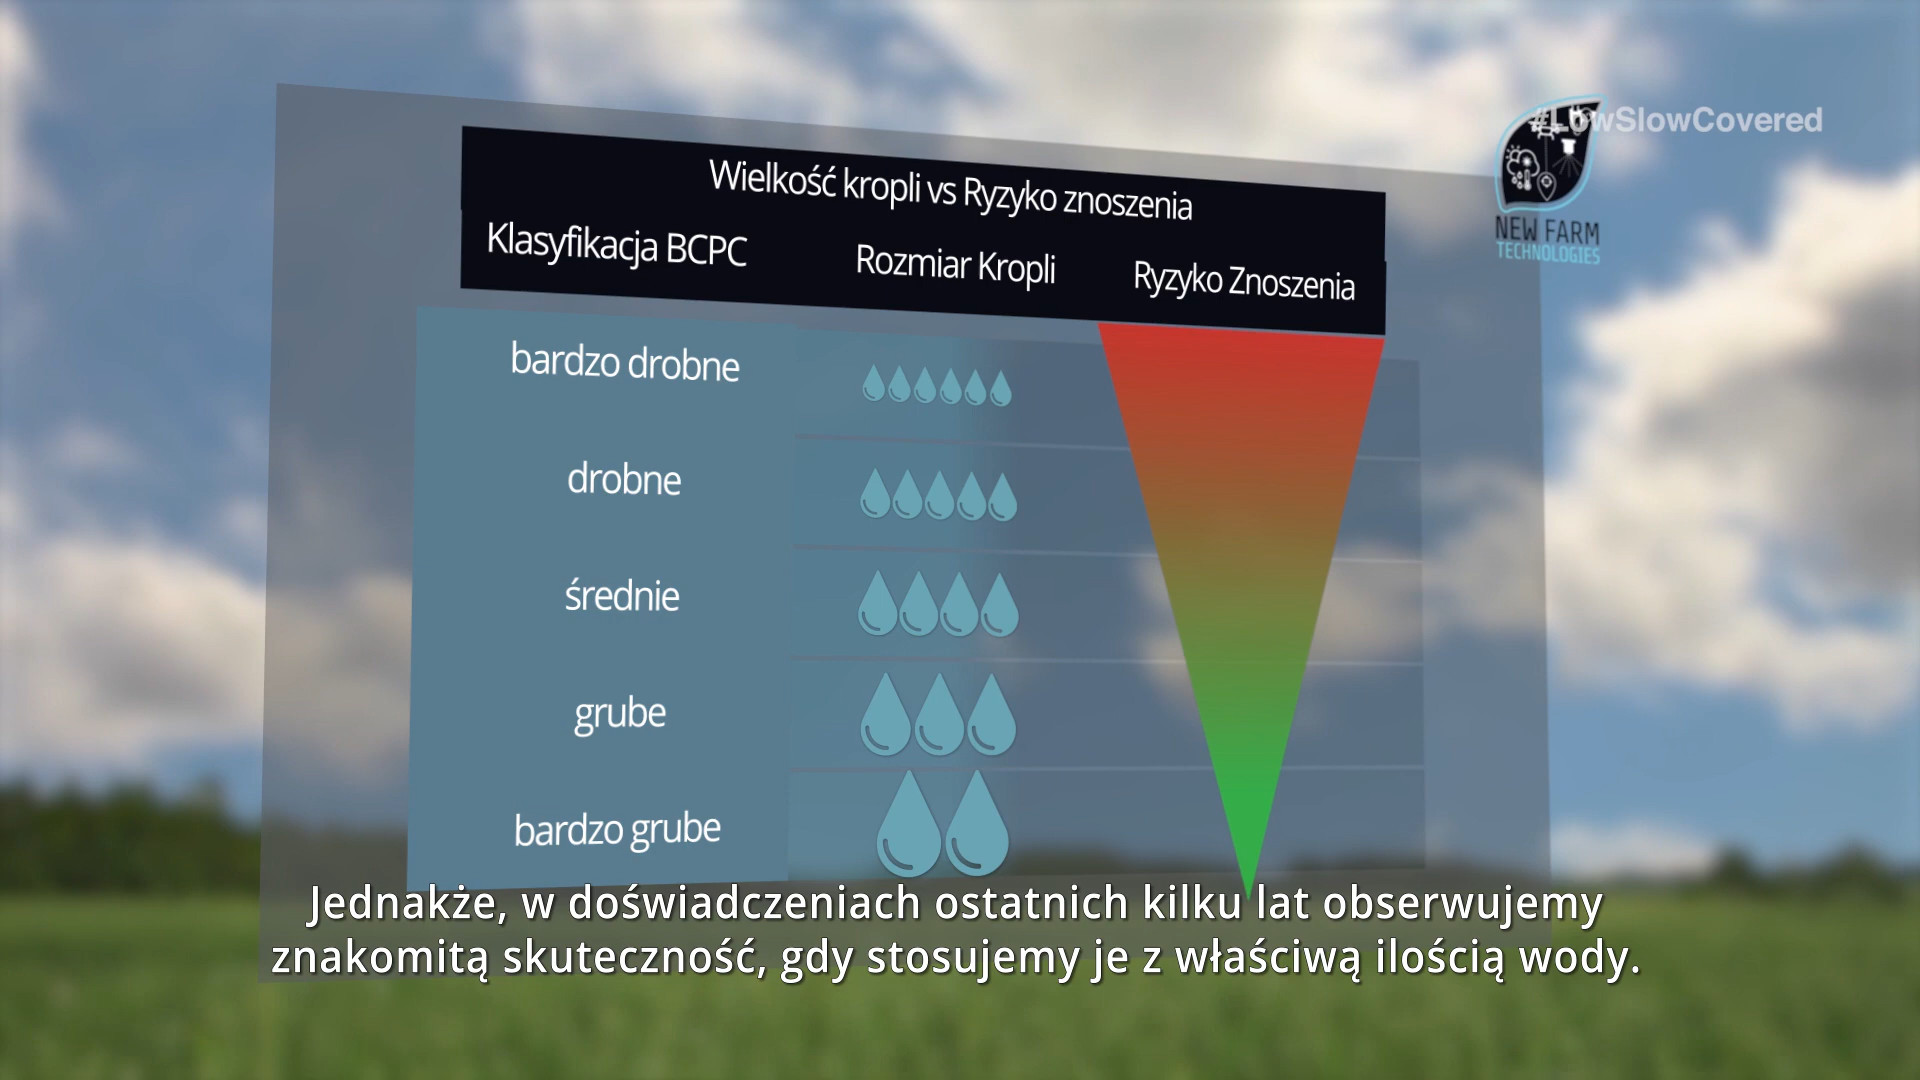 #LowSlowCovered
NEW FARM
TECHNOLOGIES
Wielkość kropli vs Ryzyko znoszenia
Klasyfikacja BCPC Rozmiar Kropli Ryzyko Znoszenia
bardzo drobne
drobne
średnie
grube
bardzo grube
Jednakże, w doświadczeniach ostatnich kilku lat obserwujemy
znakomitą skuteczność, gdy stosujemy je z właściwą ilością wody.